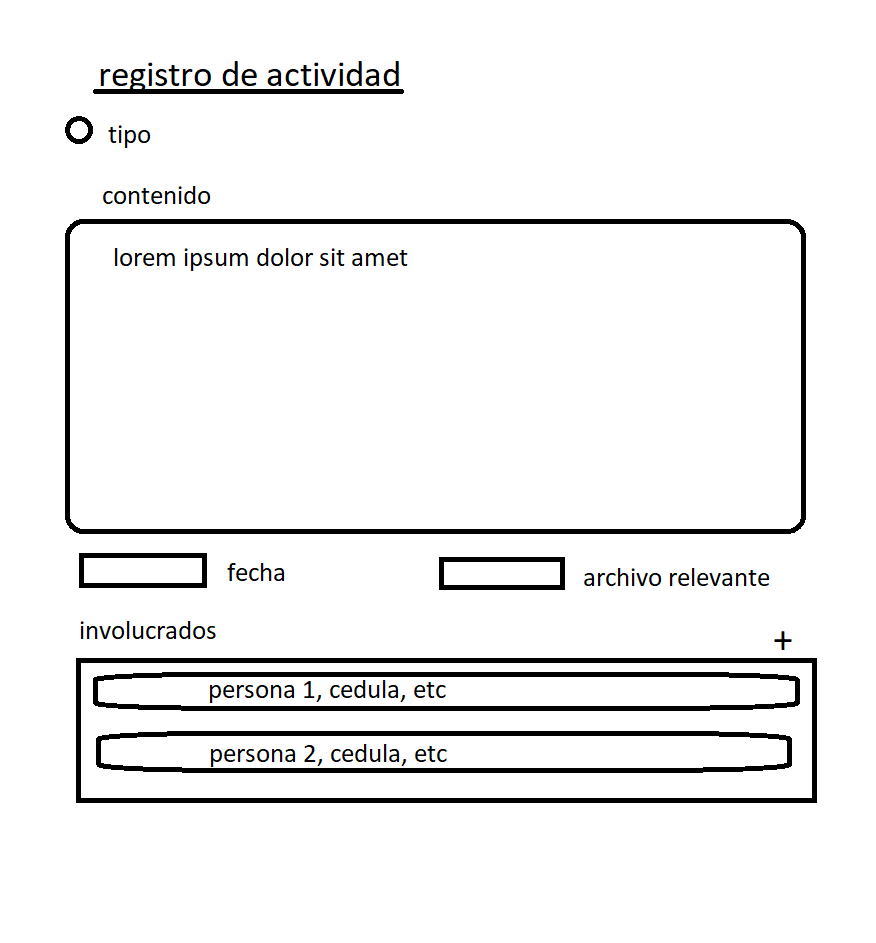 registro de actividad
tipo
contenido
lorem ipsum dolor sit amet
fecha
archivo relevante
involucrados
+
persona 1, cedula, etc
persona 2, cedula, etc